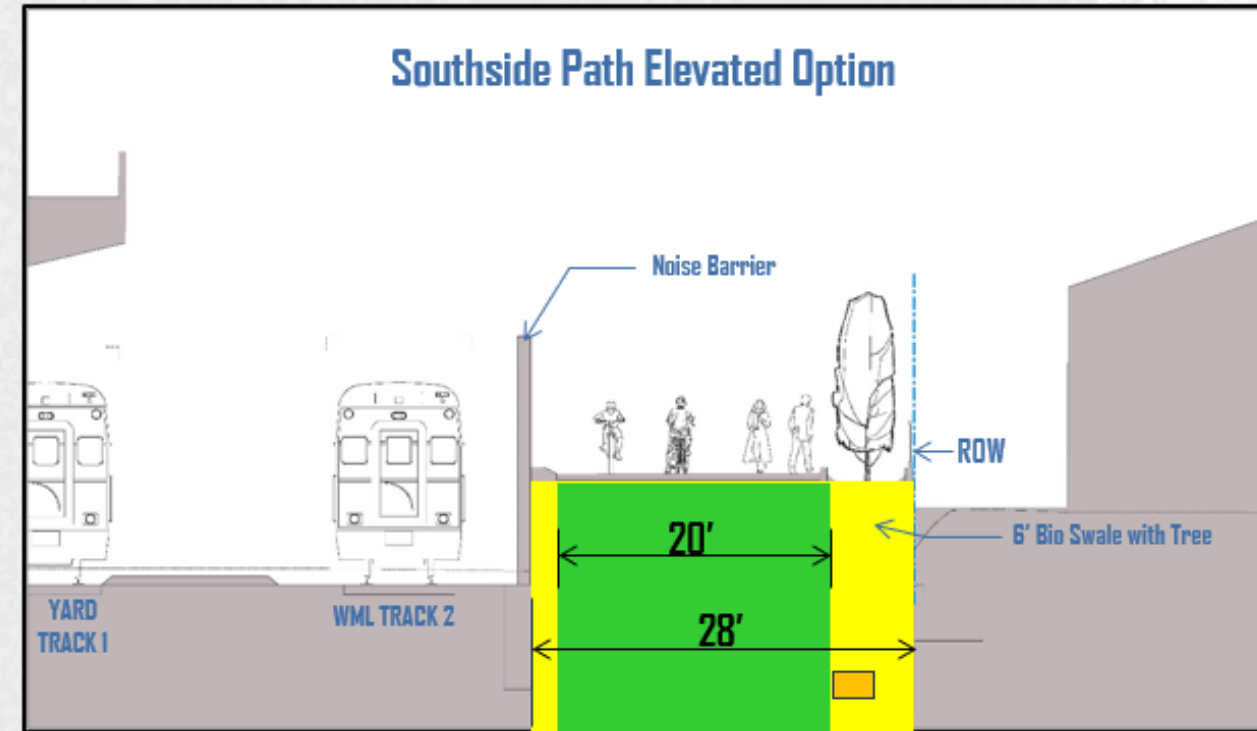 Southside Path Elevated Option
Noise Barrier
ROW
20'
6' Bio Swale with Tree
YARD
TRACK 1
WML TRACK 2
28'